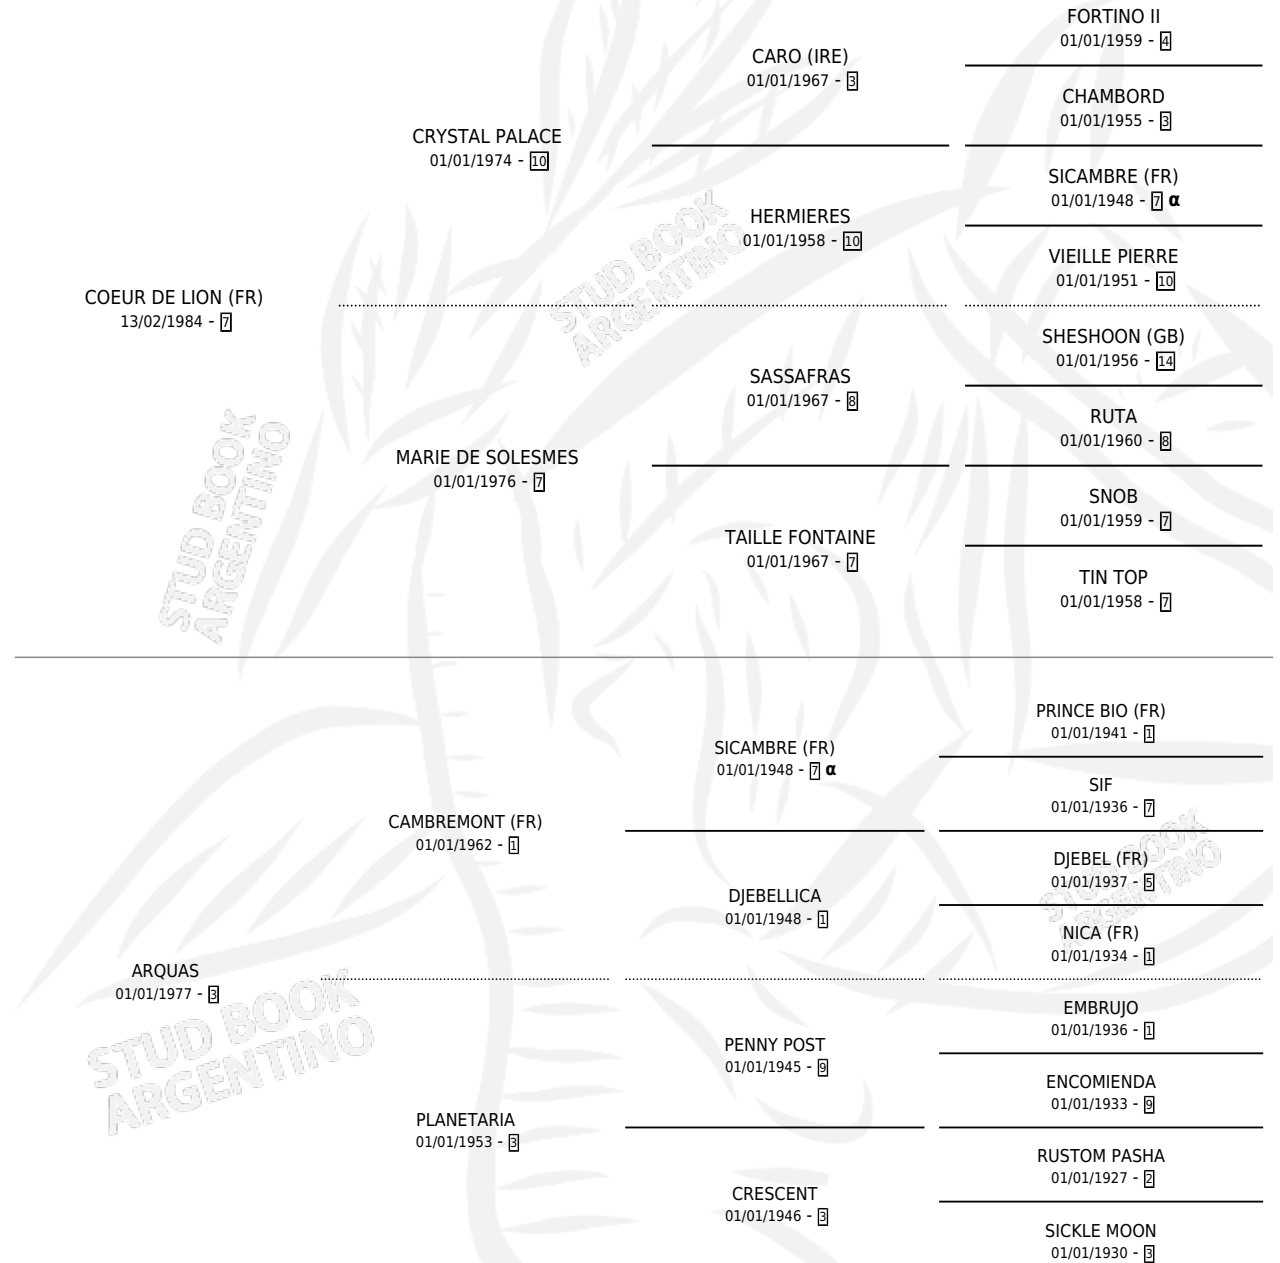 FORTINO II
01/01/1959 - 4
CARO (IRE)
01/01/1967 - 3
CHAMBORD
01/01/1955 - 3
CRYSTAL PALACE
01/01/1974 - 10
SICAMBRE (FR)
01/01/1948 - 7 α
HERMIERES
01/01/1958 - 10
VIEILLE PIERRE
01/01/1951 - 10
COEUR DE LION (FR)
13/02/1984 - 7
SHESHOON (GB)
01/01/1956 - 14
SASSAFRAS
01/01/1967 - 8
RUTA
01/01/1960 - 8
MARIE DE SOLESMES
01/01/1976 - 7
SNOB
01/01/1959 - 7
TAILLE FONTAINE
01/01/1967 - 7
TIN TOP
01/01/1958 - 7
PRINCE BIO (FR)
01/01/1941 - 1
SICAMBRE (FR)
01/01/1948 - 7 α
SIF
01/01/1936 - 7
CAMBREMONT (FR)
01/01/1962 - 1
DJEBEL (FR)
01/01/1937 - 5
DJEBELLICA
01/01/1948 - 1
NICA (FR)
01/01/1934 - 1
ARQUAS
01/01/1977 - 3
EMBRUJO
01/01/1936 - 1
PENNY POST
01/01/1945 - 9
ENCOMIENDA
01/01/1933 - 9
PLANETARIA
01/01/1953 - 3
RUSTOM PASHA
01/01/1927 - 2
CRESCENT
01/01/1946 - 3
SICKLE MOON
01/01/1930 - 3
STUD BOOK
ARGENTINO
STUD BOOK
ARGENTINO
STUD BOOK
ARGENTINO
STUD BOOK
ARGENTINO